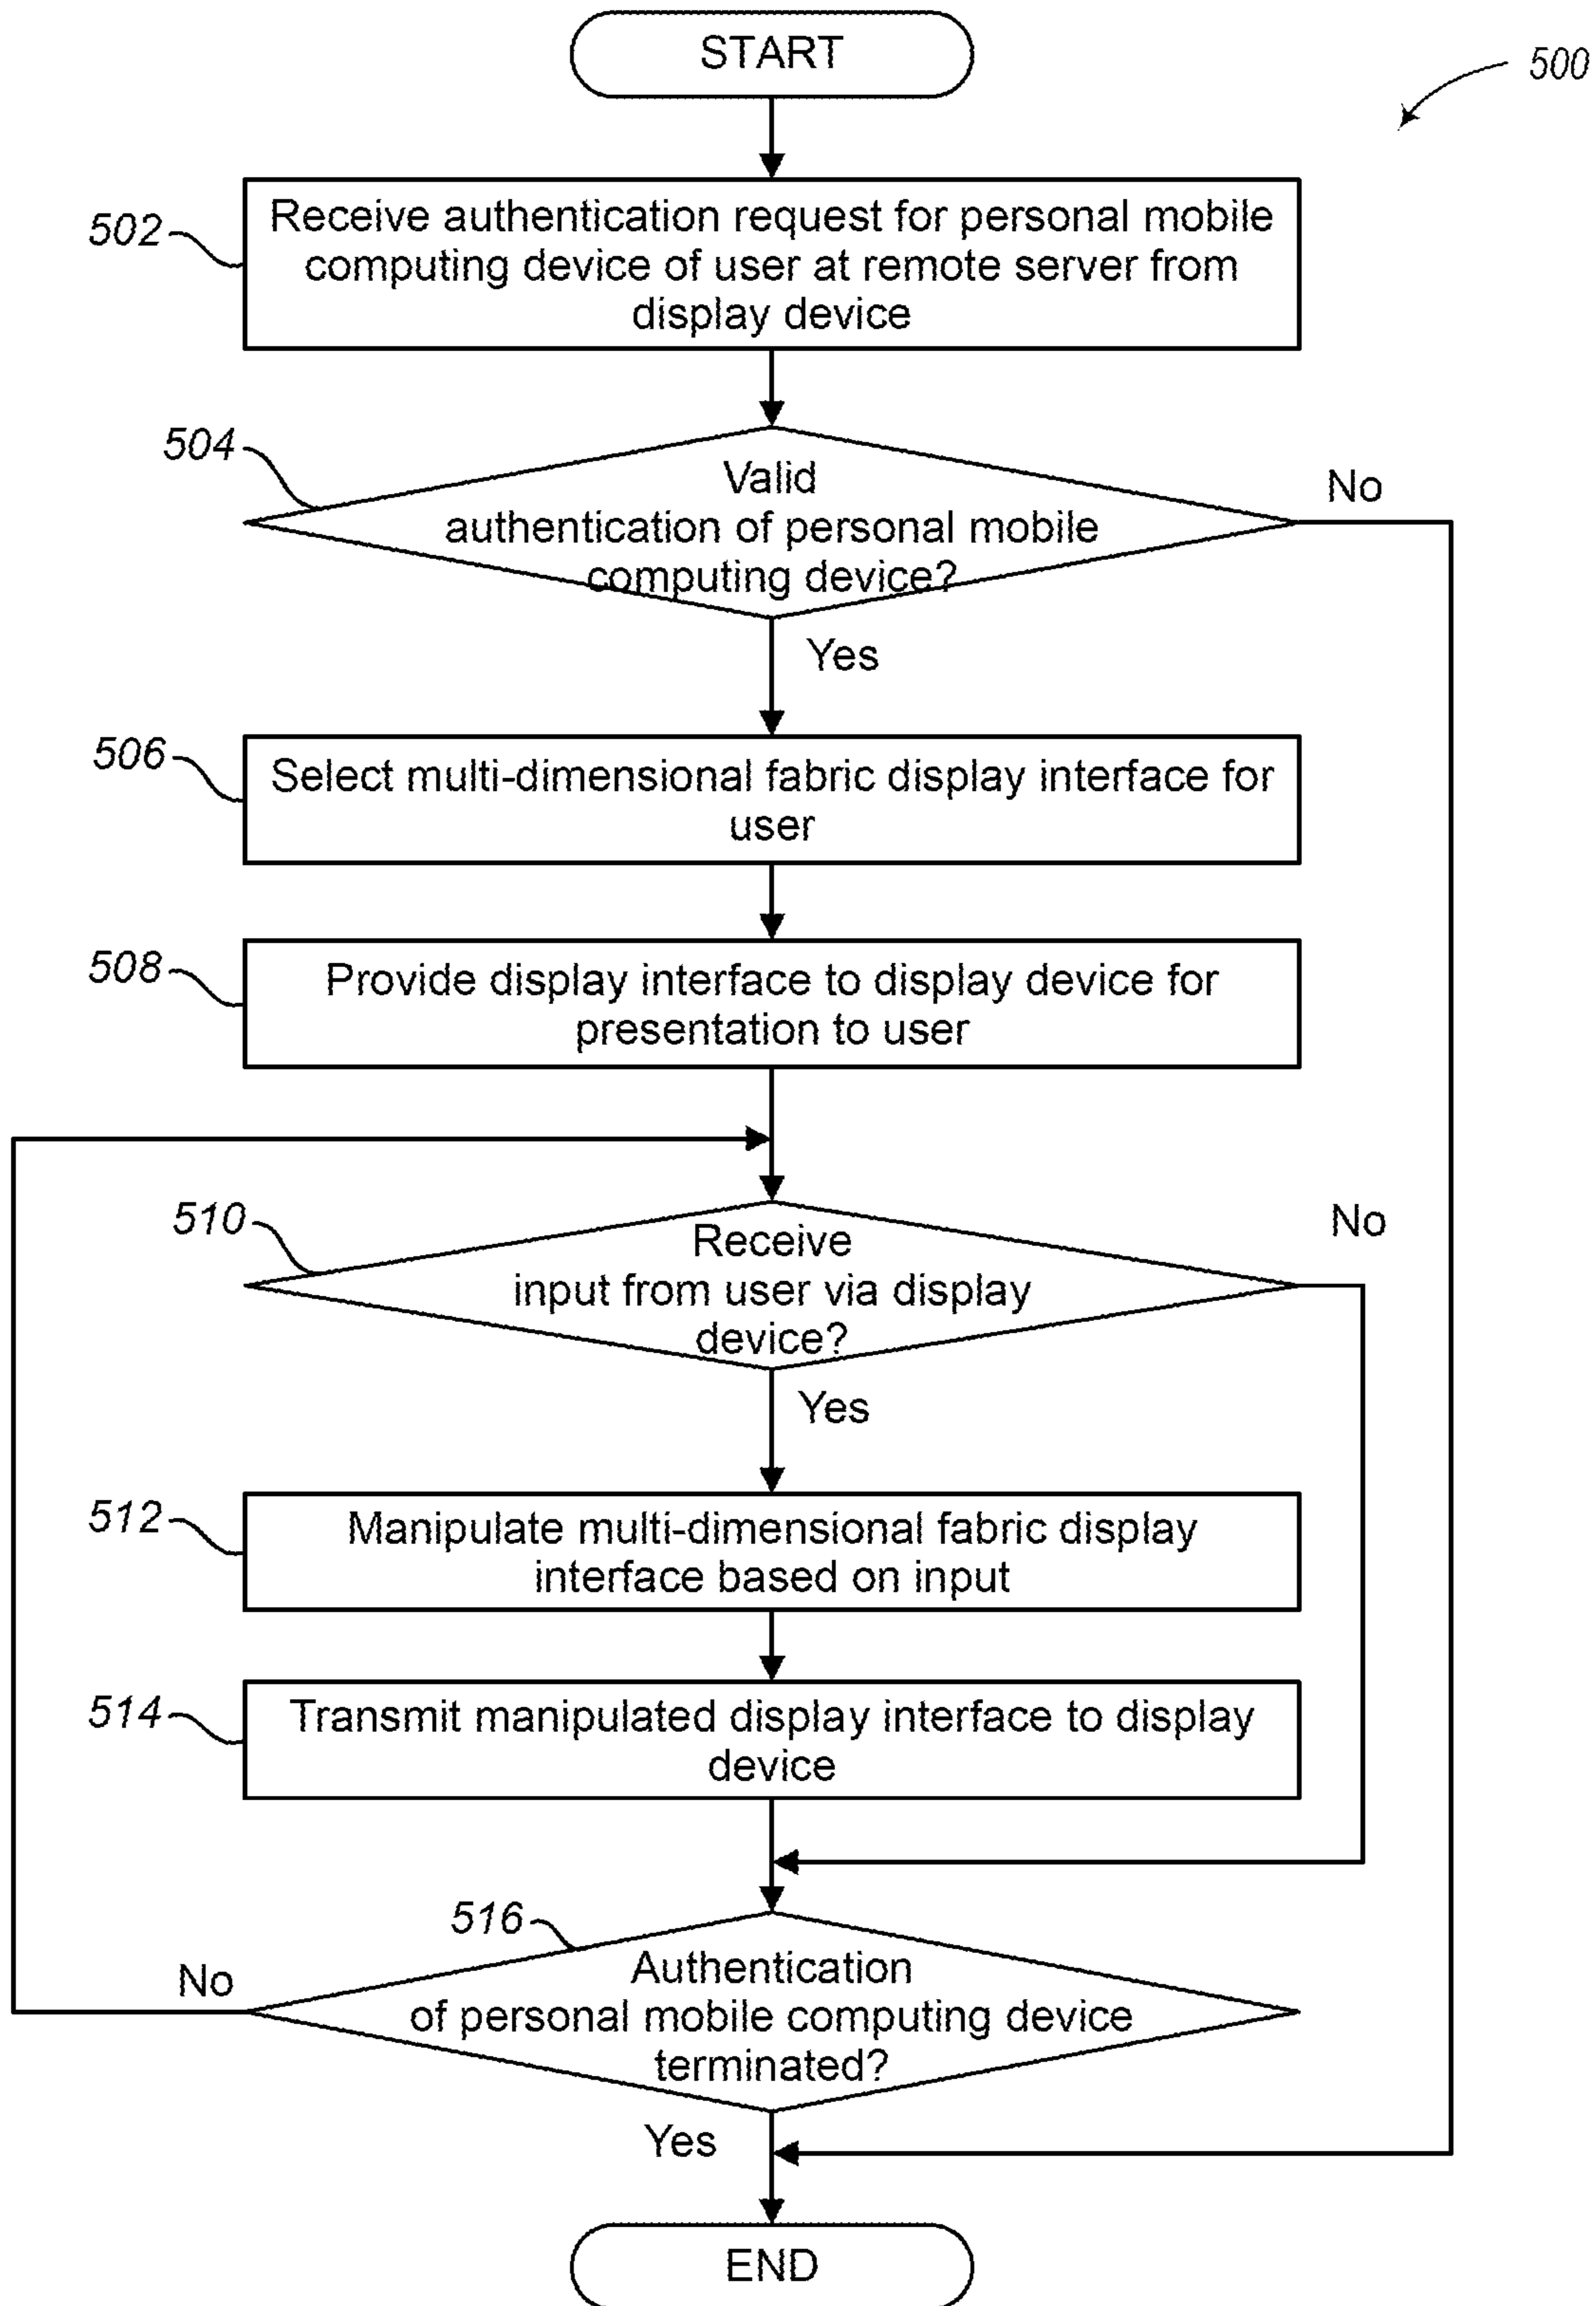 START
500
502
Receive authentication request for personal mobile
computing device of user at remote server from
display device
504
Valid
authentication of personal mobile
computing device?
No
Yes
506
Select multi-dimensional fabric display interface for
user
508
Provide display interface to display device for
presentation to user
510
Receive
input from user via display
device?
No
Yes
512
Manipulate multi-dimensional fabric display
interface based on input
514
Transmit manipulated display interface to display
device
516
Authentication
of personal mobile computing device
terminated?
No
Yes
END